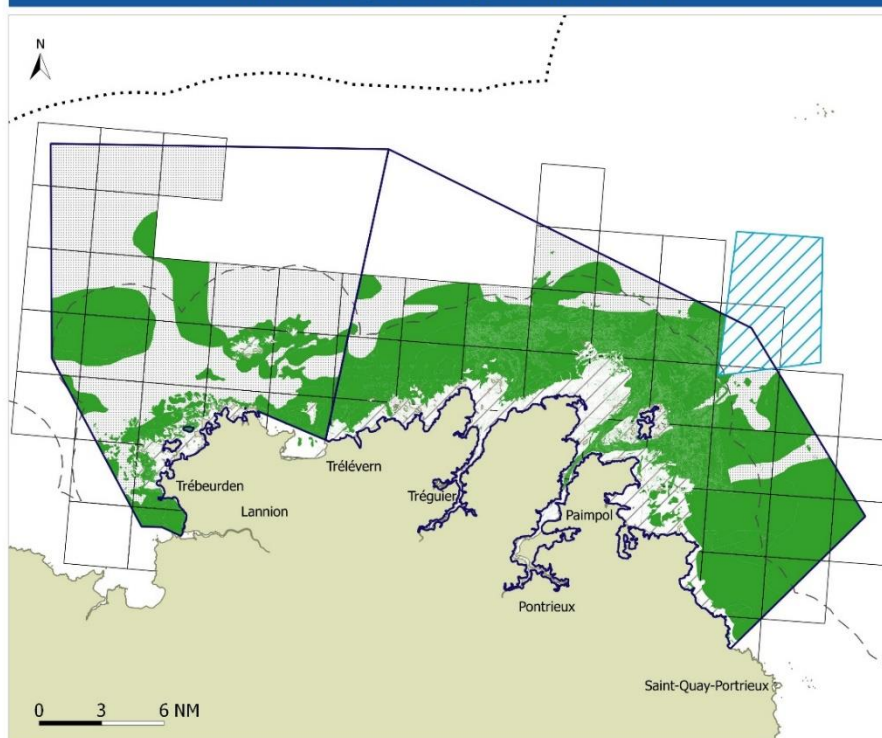 N
Trélévern
Trébeurden
Tréguier
Lannion
Paimpol
Pontrieux
Saint-Quay-Portrieux
0 3 6 NM